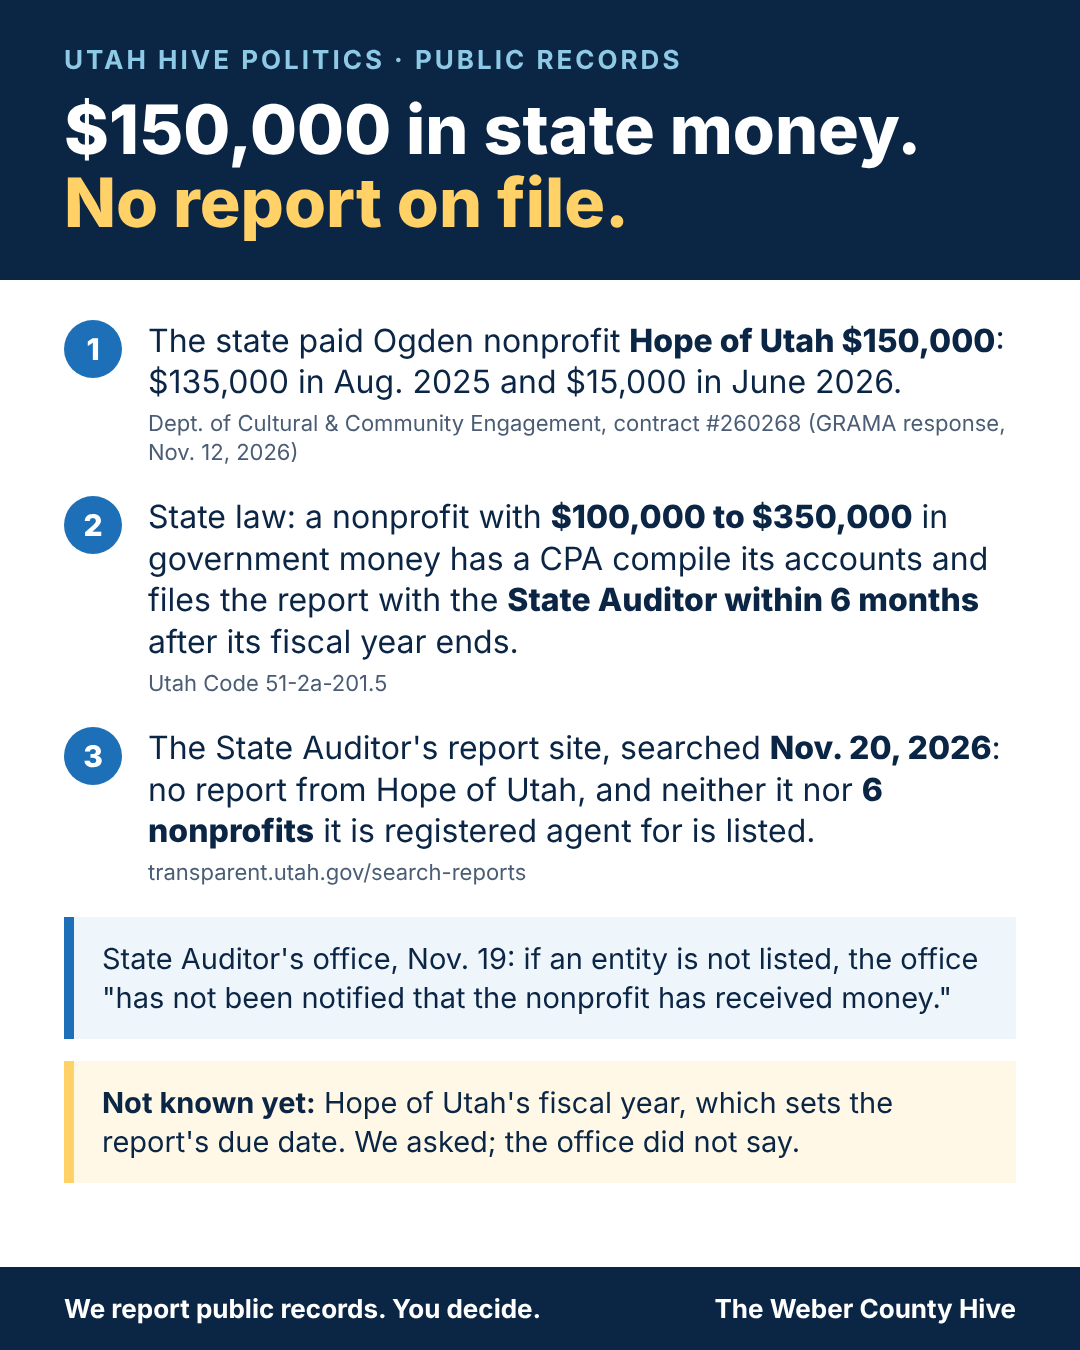 UTAH HIVE POLITICS · PUBLIC RECORDS
$150,000 in state money.
No report on file.
1
The state paid Ogden nonprofit Hope of Utah $150,000:
$135,000 in Aug. 2025 and $15,000 in June 2026.
Dept. of Cultural & Community Engagement, contract #260268 (GRAMA response,
Nov. 12, 2026)
2
State law: a nonprofit with $100,000 to $350,000 in
government money has a CPA compile its accounts and
files the report with the State Auditor within 6 months
after its fiscal year ends.
Utah Code 51-2a-201.5
3
The State Auditor's report site, searched Nov. 20, 2026:
no report from Hope of Utah, and neither it nor 6
nonprofits it is registered agent for is listed.
transparent.utah.gov/search-reports
State Auditor's office, Nov. 19: if an entity is not listed, the office
"has not been notified that the nonprofit has received money."
Not known yet: Hope of Utah's fiscal year, which sets the
report's due date. We asked; the office did not say.
We report public records. You decide.
The Weber County Hive